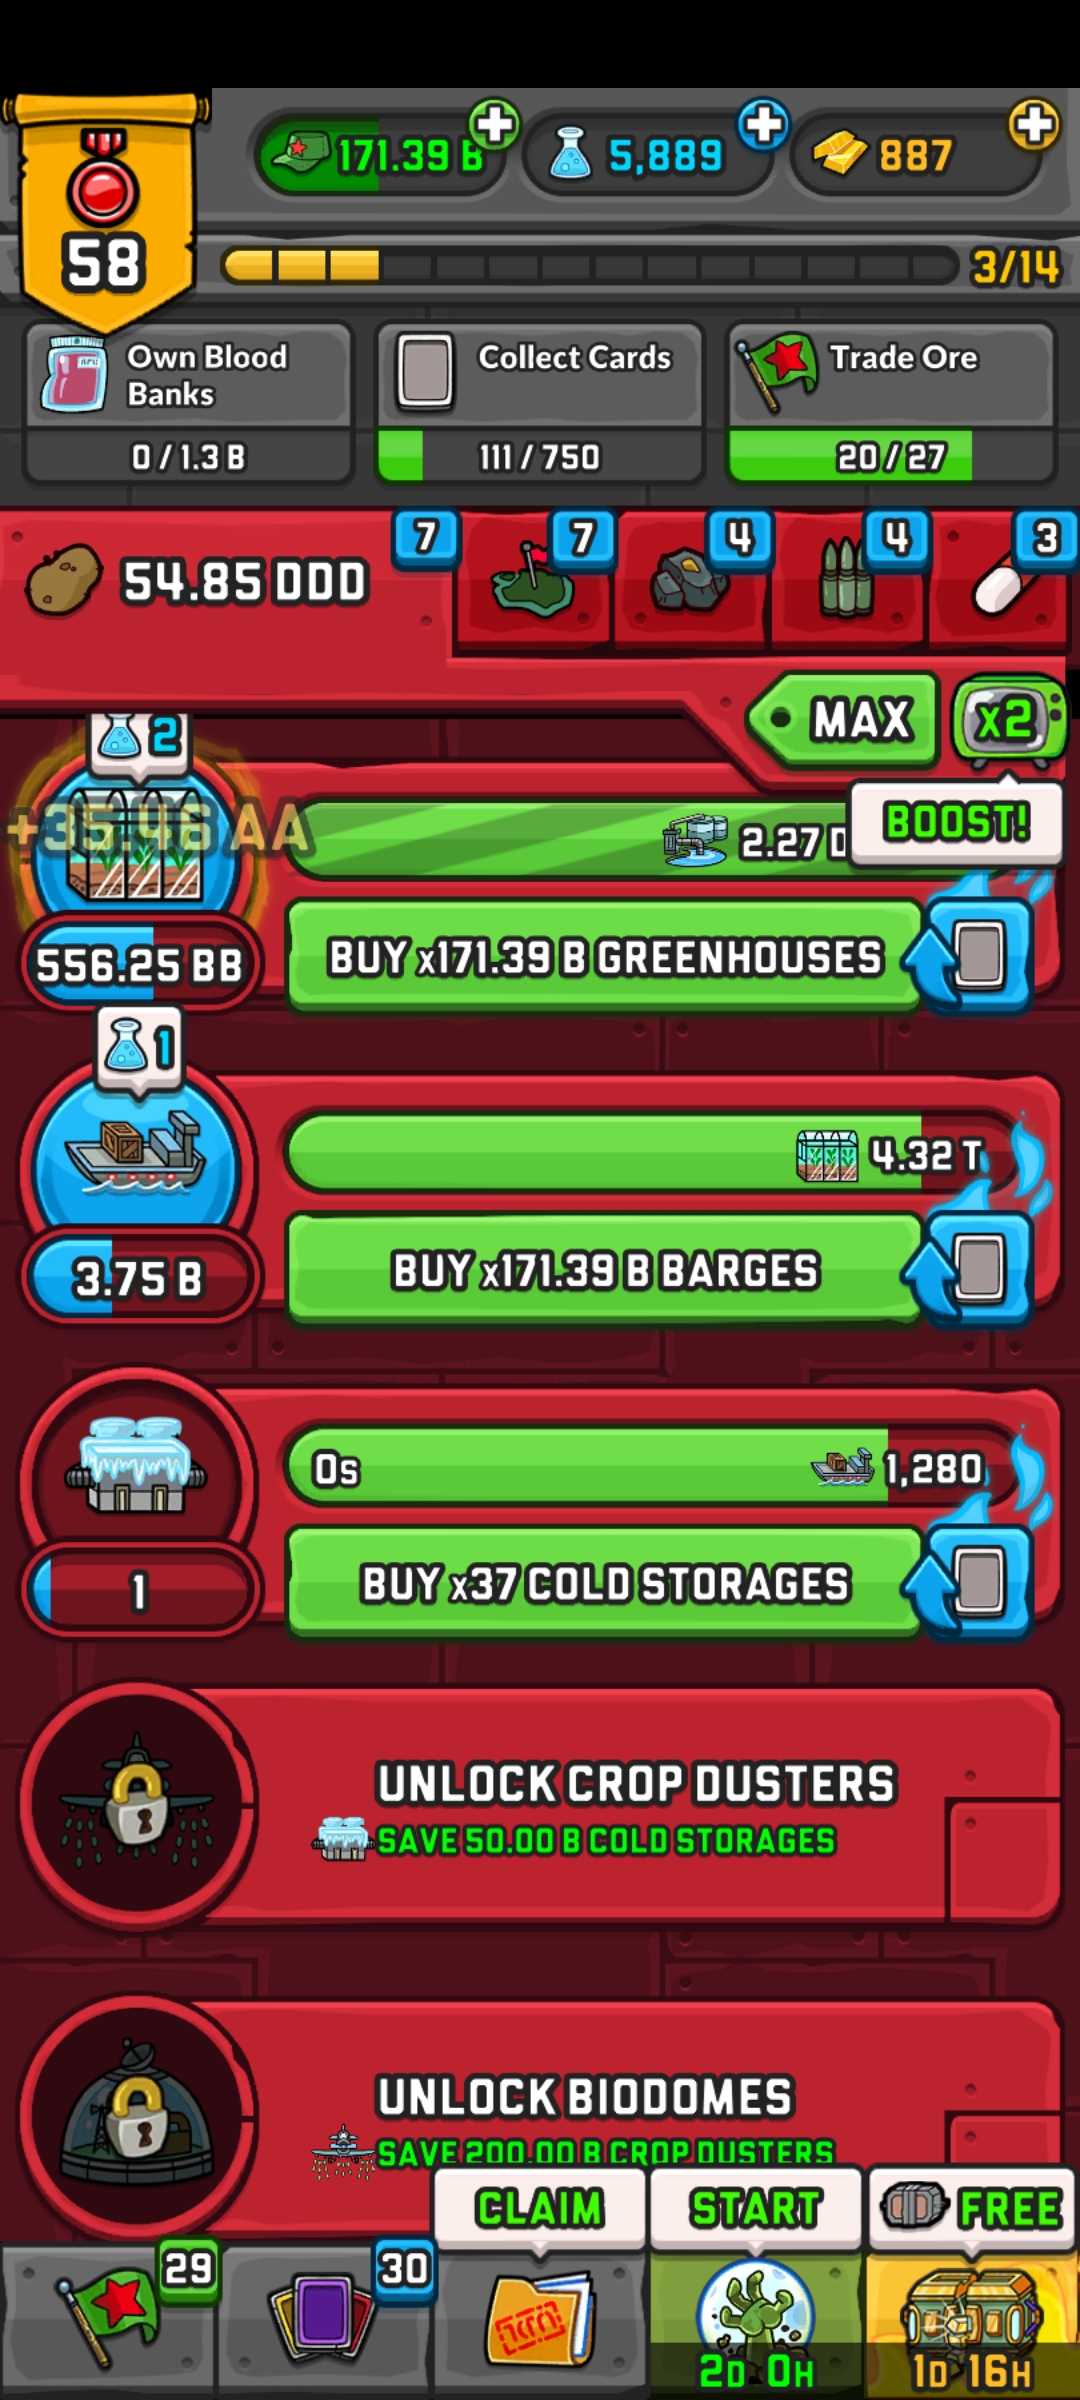 58
171.39 B
5,889
887
3/14
Own Blood
Banks
0 / 1.3 B
Collect Cards
111 / 750
Trade Ore
20 / 27
54.85 DDD
7
7
4
4
3
MAX
x2
BOOST!
2
+35.46 AA
2.27 D
556.25 BB
BUY x171.39 B GREENHOUSES
1
4.32 T
3.75 B
BUY x171.39 B BARGES
0s
1,280
1
BUY x37 COLD STORAGES
UNLOCK CROP DUSTERS
SAVE 50.00 B COLD STORAGES
UNLOCK BIODOMES
SAVE 200.00 B CROP DUSTERS
CLAIM
START
FREE
29
30
2D 0H
1D 16H